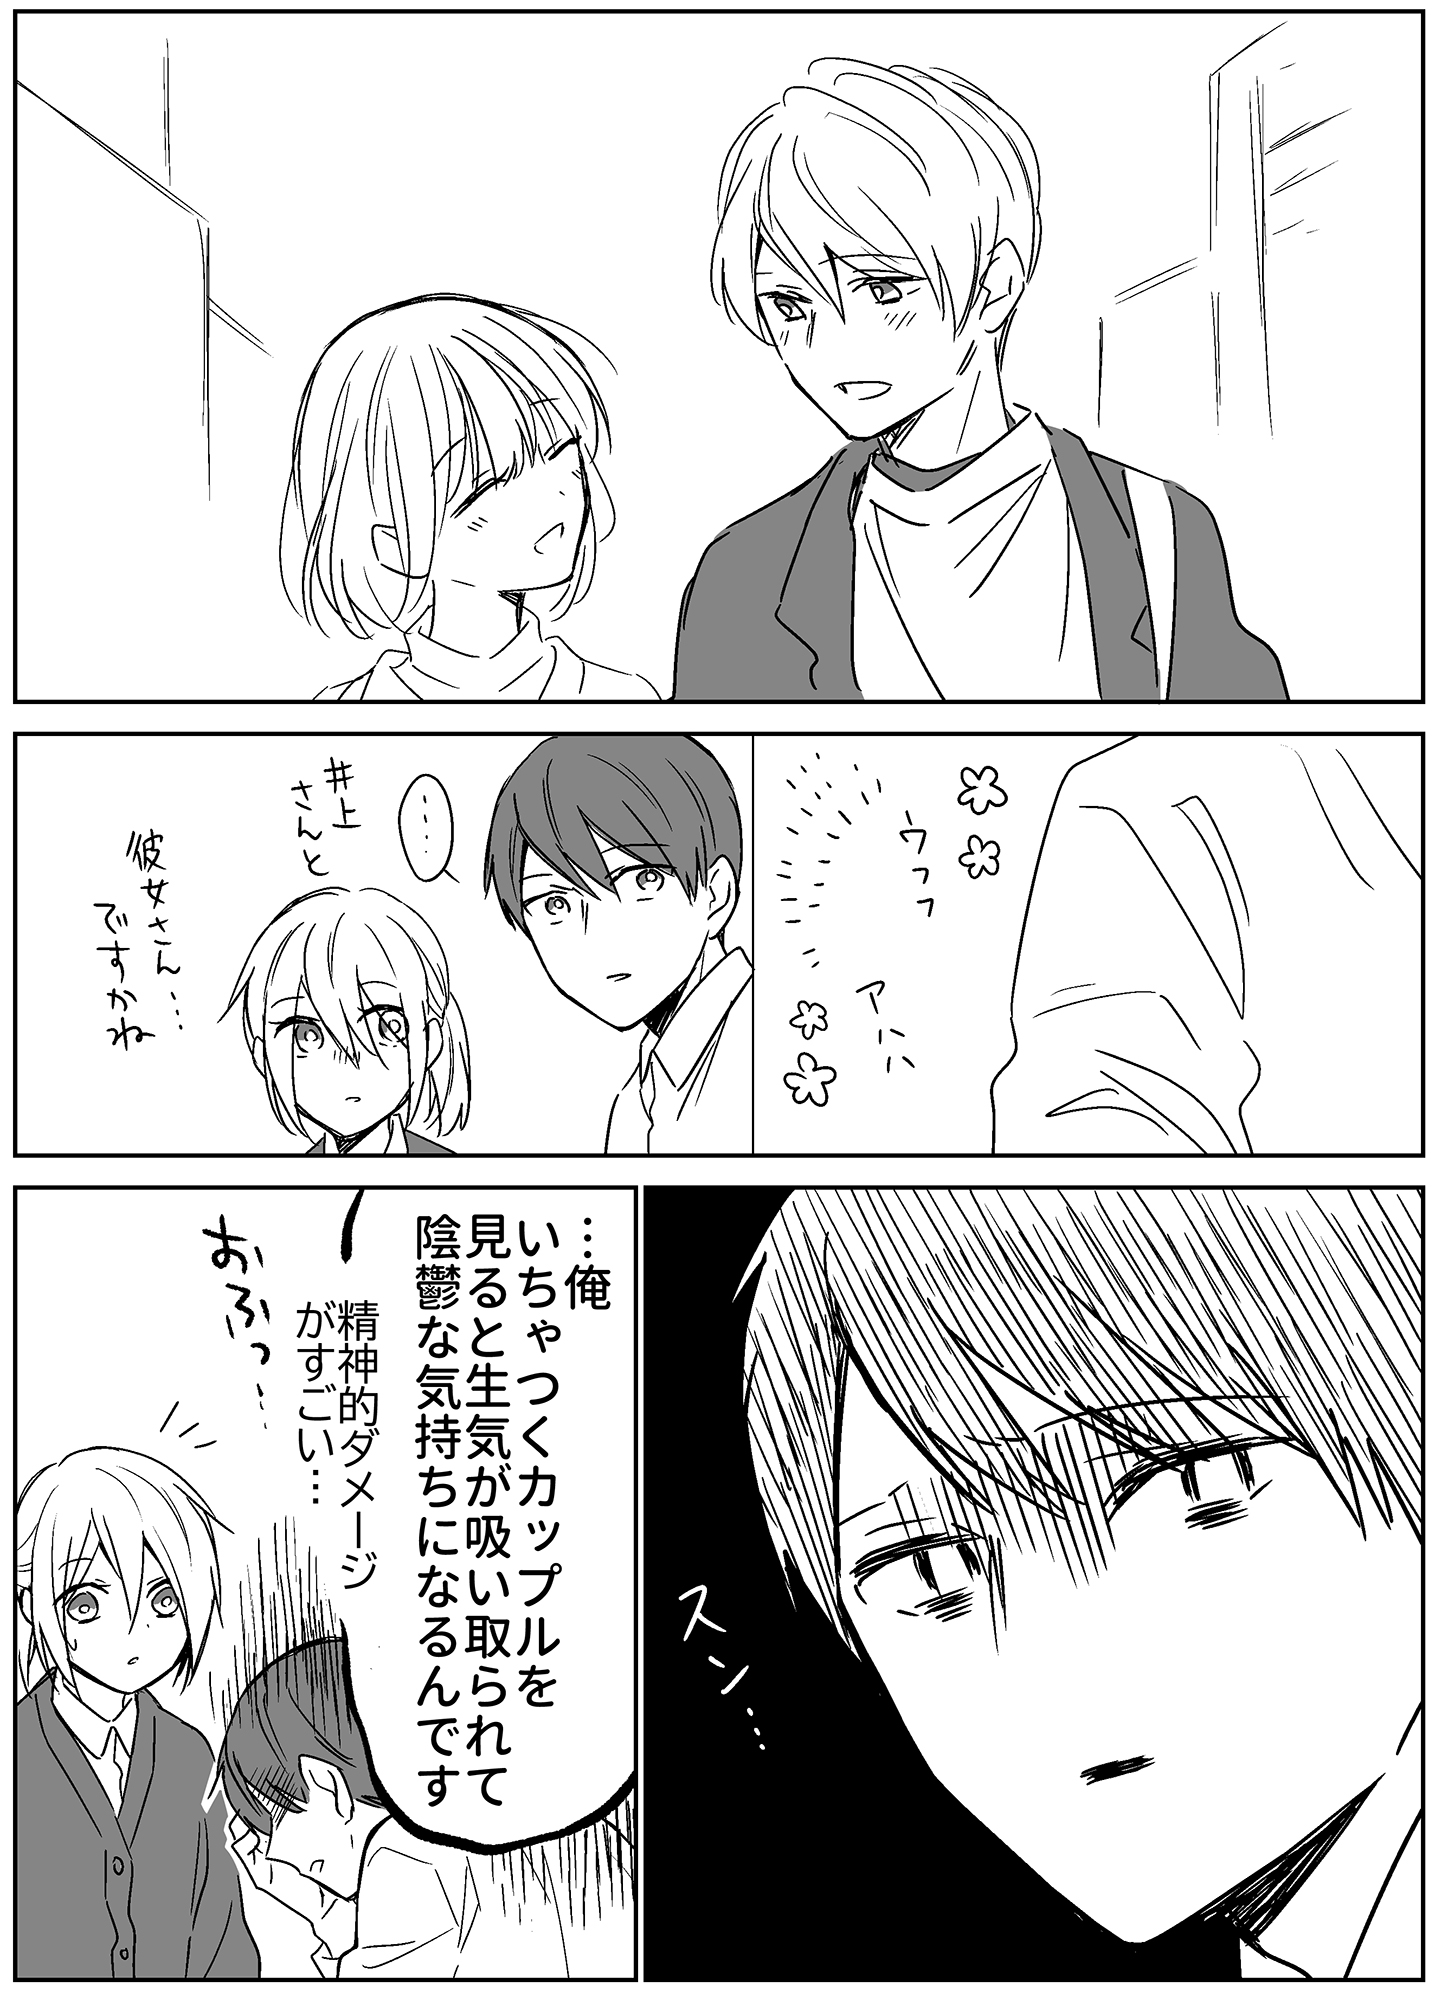 ウフフ
アハハ
……
井上
さんと
彼女さん…
ですかね
スン…
…俺
いちゃつくカップルを
見ると生気が吸い取られて
陰鬱な気持ちになるんです
精神的ダメージ
がすごい…
おふっ…